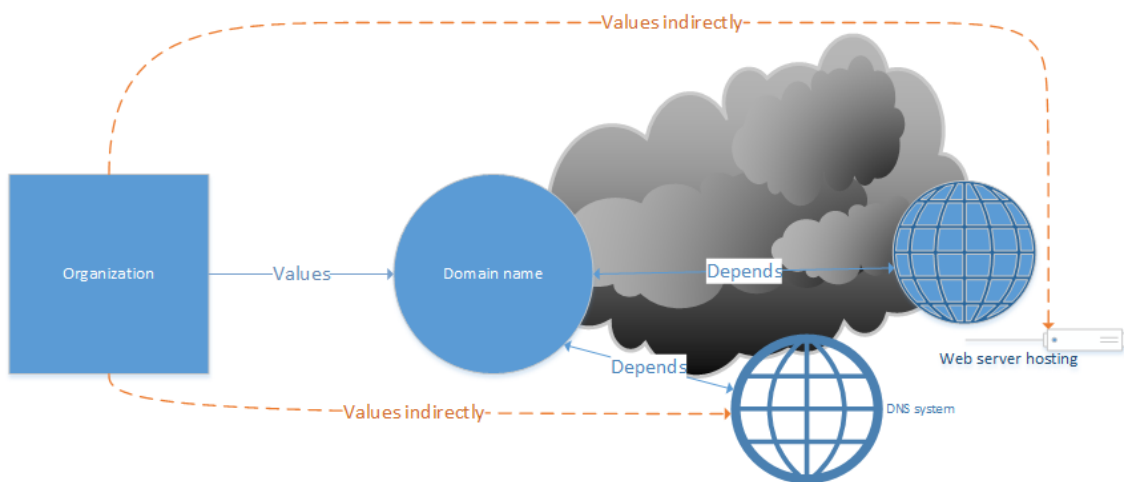 Values indirectly
Organization
Values
Domain name
Depends
Web server hosting
Depends
Values indirectly
DNS system